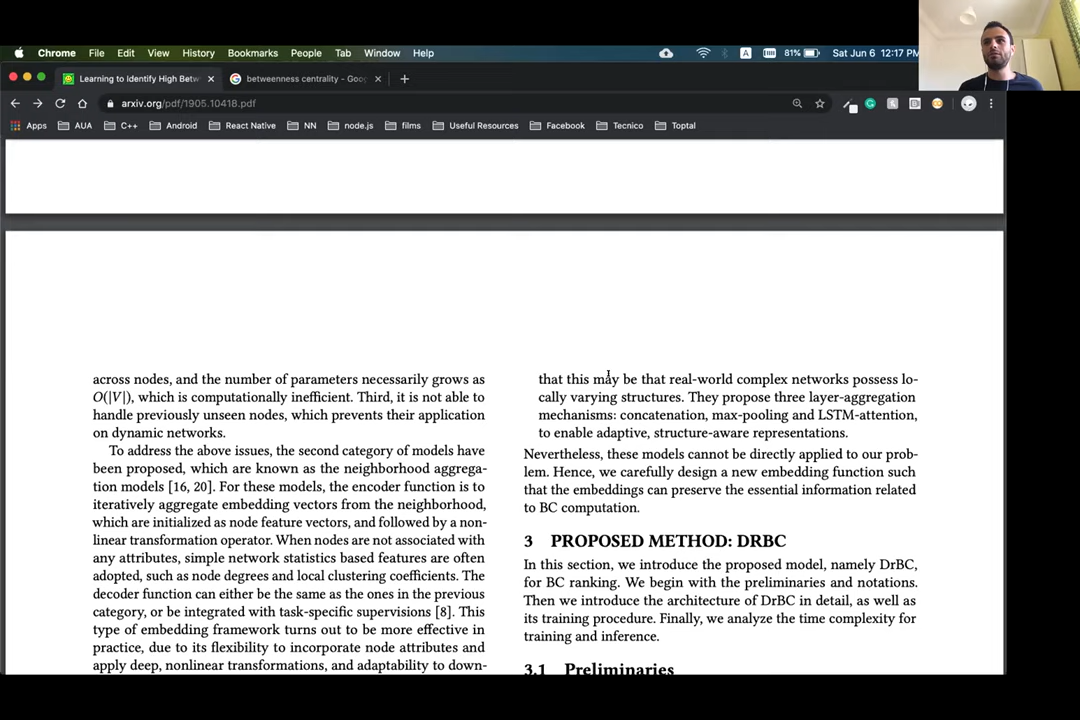 Chrome File Edit View History Bookmarks People Tab Window Help A 81% Sat Jun 6 12:17 PM
Learning to Identify High Betw × betweenness centrality - Goo × +
arxiv.org/pdf/1905.10418.pdf
Apps AUA C++ Android React Native NN node.js films Useful Resources Facebook Tecnico Toptal
across nodes, and the number of parameters necessarily grows as
O(|V|), which is computationally inefficient. Third, it is not able to
handle previously unseen nodes, which prevents their application
on dynamic networks.
To address the above issues, the second category of models have
been proposed, which are known as the neighborhood aggrega-
tion models [16, 20]. For these models, the encoder function is to
iteratively aggregate embedding vectors from the neighborhood,
which are initialized as node feature vectors, and followed by a non-
linear transformation operator. When nodes are not associated with
any attributes, simple network statistics based features are often
adopted, such as node degrees and local clustering coefficients. The
decoder function can either be the same as the ones in the previous
category, or be integrated with task-specific supervisions [8]. This
type of embedding framework turns out to be more effective in
practice, due to its flexibility to incorporate node attributes and
apply deep, nonlinear transformations, and adaptability to down-
that this may be that real-world complex networks possess lo-
cally varying structures. They propose three layer-aggregation
mechanisms: concatenation, max-pooling and LSTM-attention,
to enable adaptive, structure-aware representations.
Nevertheless, these models cannot be directly applied to our prob-
lem. Hence, we carefully design a new embedding function such
that the embeddings can preserve the essential information related
to BC computation.
3 PROPOSED METHOD: DRBC
In this section, we introduce the proposed model, namely DrBC,
for BC ranking. We begin with the preliminaries and notations.
Then we introduce the architecture of DrBC in detail, as well as
its training procedure. Finally, we analyze the time complexity for
training and inference.
3.1 Preliminaries